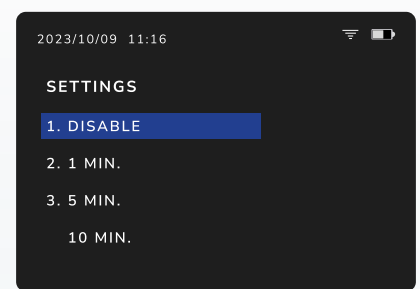 2023/10/09 11:16
SETTINGS
1. DISABLE
2. 1 MIN.
3. 5 MIN.
10 MIN.